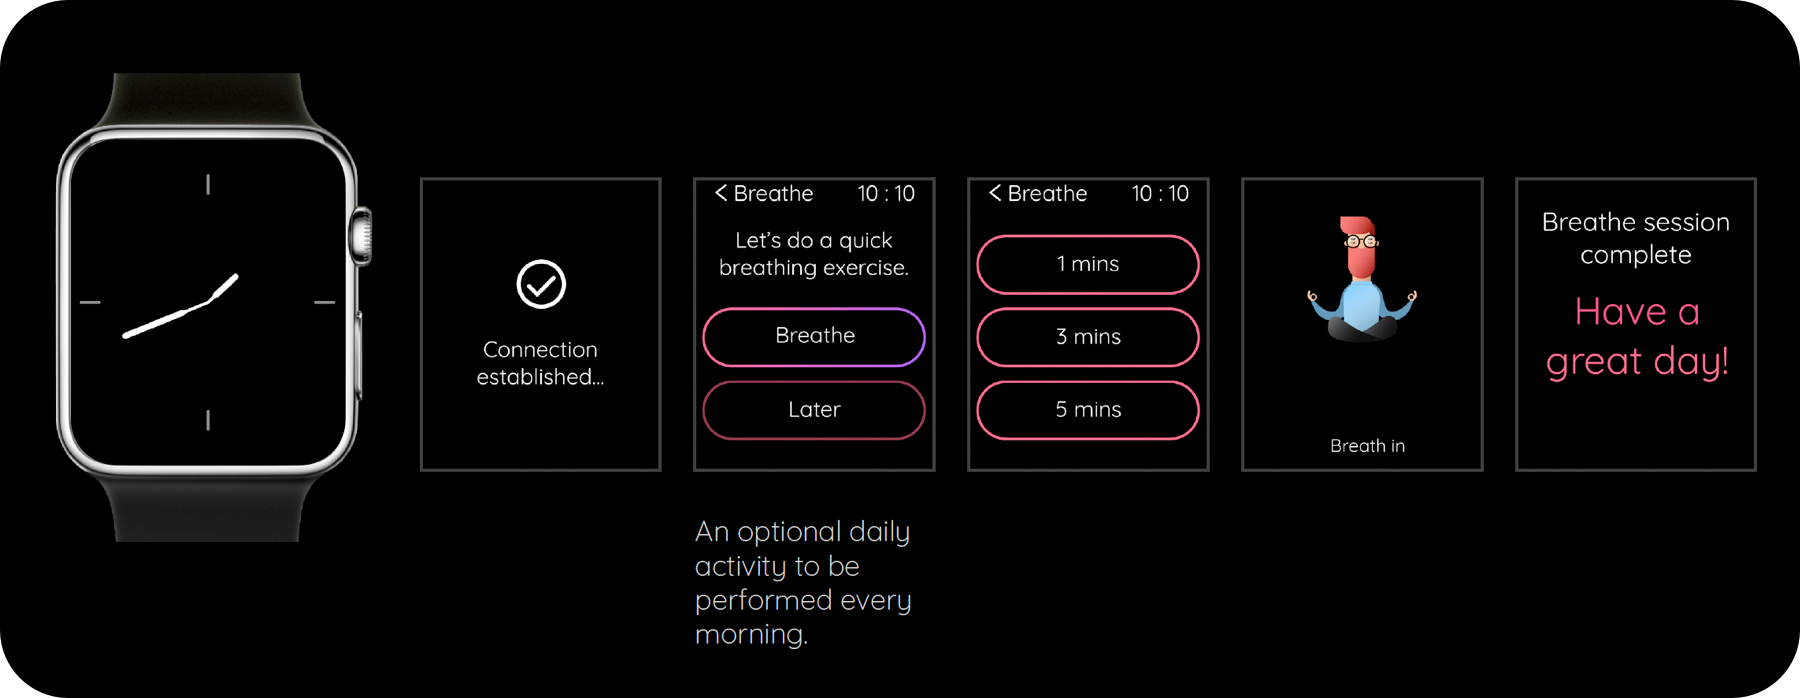 Connection
established...
Breathe 10 : 10
Let's do a quick
breathing exercise.
Breathe
Later
An optional daily
activity to be
performed every
morning.
Breathe 10 : 10
1 mins
3 mins
5 mins
Breath in
Breathe session
complete
Have a
great day!